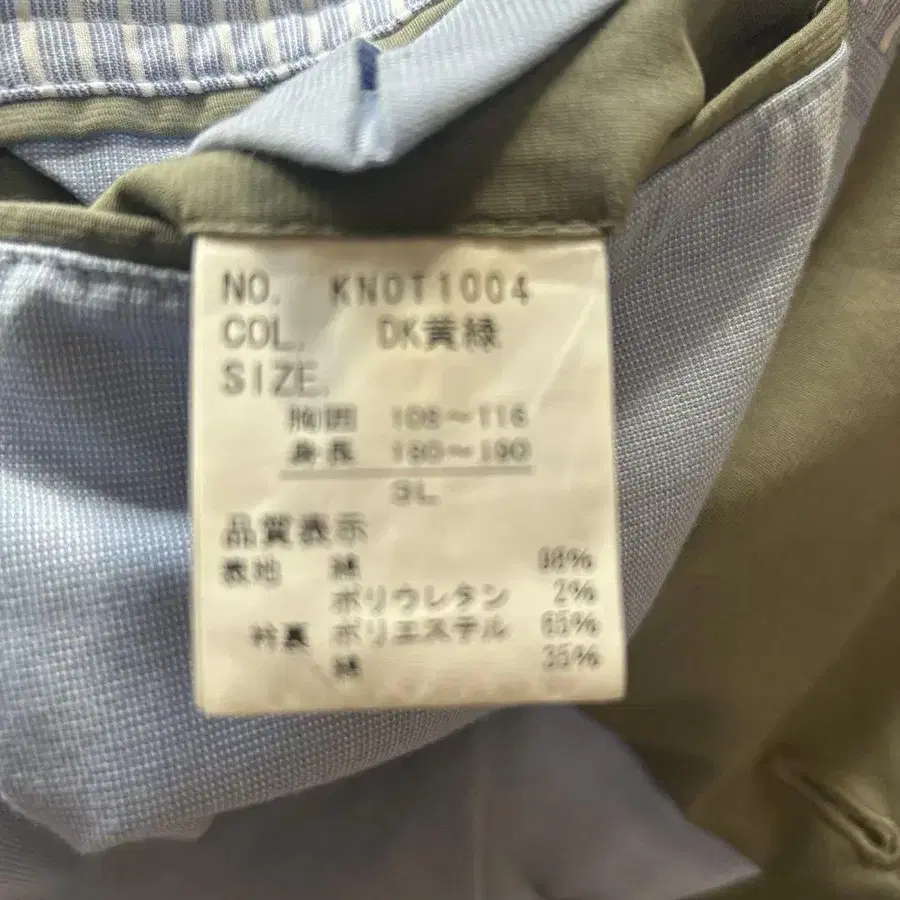 NO. KNOT1004
COL. DK黄緑
SIZE.
胸囲 108～116
身長 180～190
3L
品質表示
表地 綿 98%
ポリウレタン 2%
衿裏 ポリエステル 65%
綿 35%